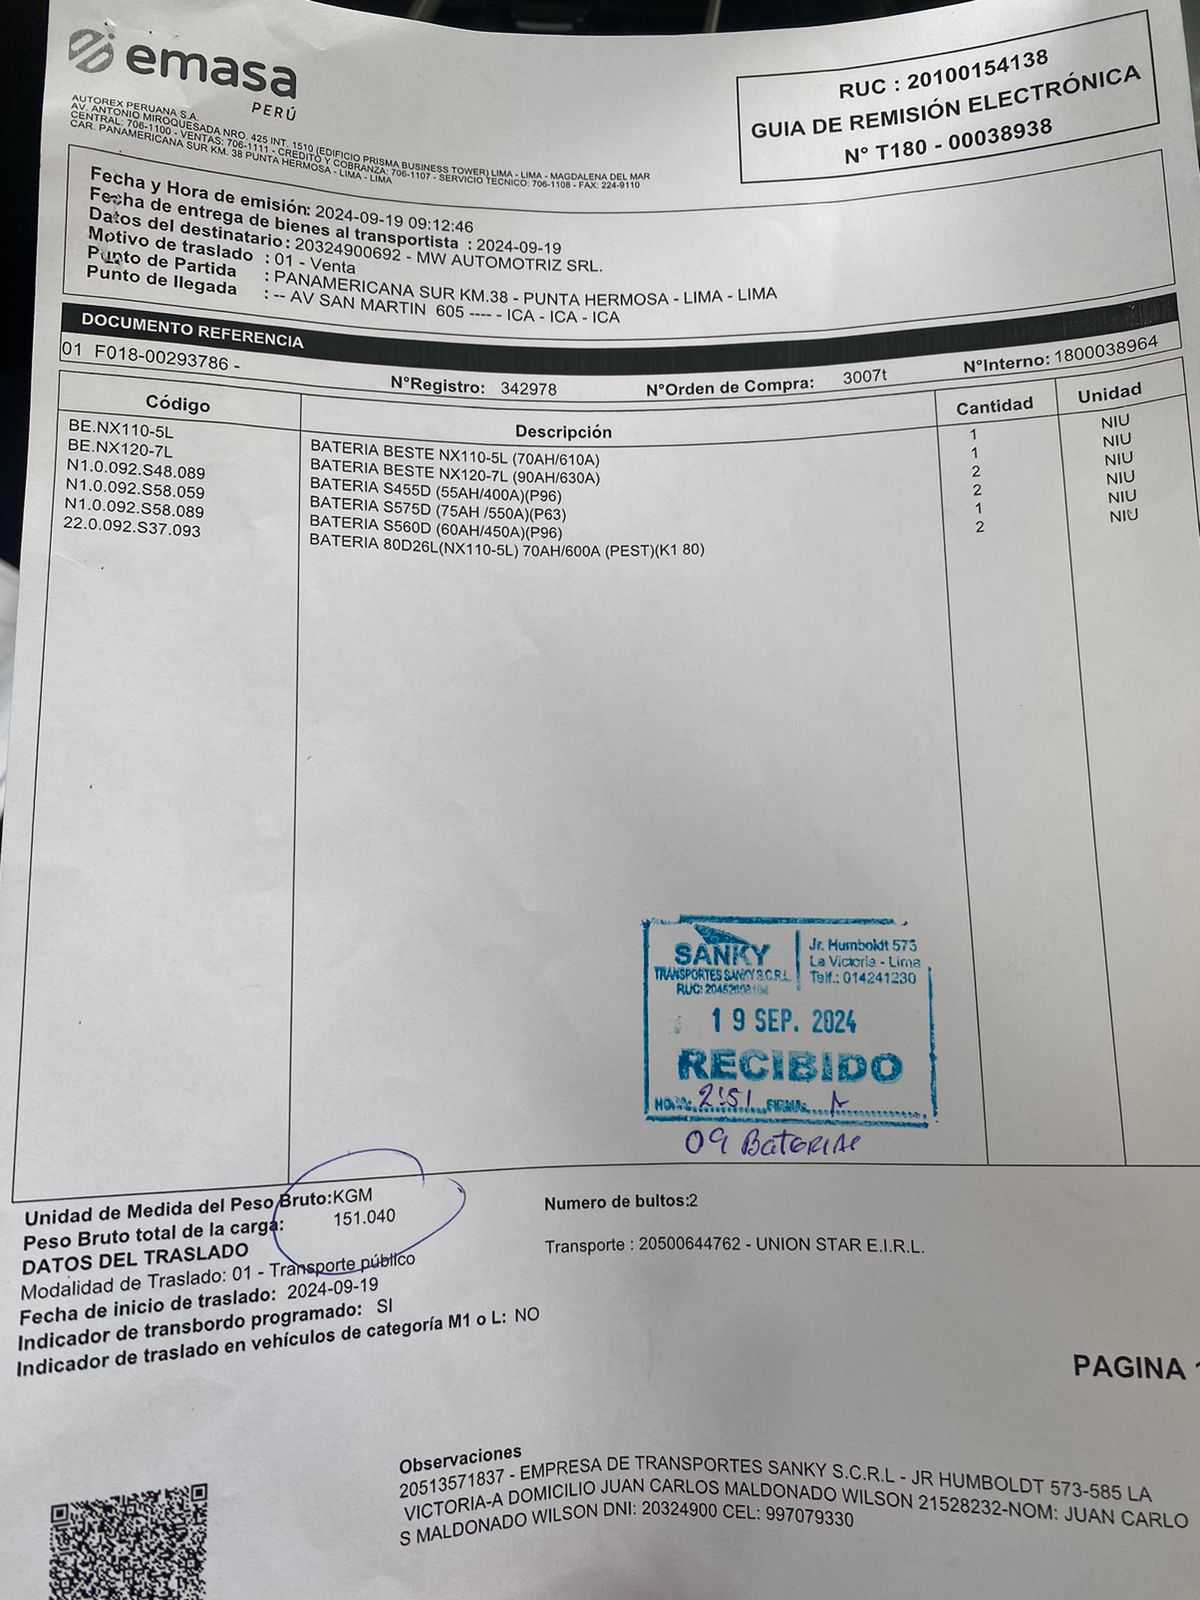 emasa
PERÚ
AUTOREX PERUANA S.A.
AV. ANTONIO MIROQUESADA NRO. 425 INT. 1510 (EDIFICIO PRISMA BUSINESS TOWER) LIMA - LIMA - MAGDALENA DEL MAR
CENTRAL: 706-1100 - VENTAS: 706-1111 - CREDITO Y COBRANZA: 706-1107 - SERVICIO TECNICO: 706-1108 - FAX: 224-9110
CAR. PANAMERICANA SUR KM. 38 PUNTA HERMOSA - LIMA - LIMA
RUC : 20100154138
GUIA DE REMISIÓN ELECTRÓNICA
N° T180 - 00038938
Fecha y Hora de emisión: 2024-09-19 09:12:46
Fecha de entrega de bienes al transportista : 2024-09-19
Datos del destinatario : 20324900692 - MW AUTOMOTRIZ SRL.
Motivo de traslado : 01 - Venta
Punto de Partida : PANAMERICANA SUR KM.38 - PUNTA HERMOSA - LIMA - LIMA
Punto de llegada : -- AV SAN MARTIN 605 ---- - ICA - ICA - ICA
DOCUMENTO REFERENCIA
01 F018-00293786 - N°Registro: 342978 N°Orden de Compra: 3007t N°Interno: 1800038964
Código Descripción Cantidad Unidad
BE.NX110-5L BATERIA BESTE NX110-5L (70AH/610A) 1 NIU
BE.NX120-7L BATERIA BESTE NX120-7L (90AH/630A) 1 NIU
N1.0.092.S48.089 BATERIA S455D (55AH/400A)(P96) 2 NIU
N1.0.092.S58.059 BATERIA S575D (75AH /550A)(P63) 2 NIU
N1.0.092.S58.089 BATERIA S560D (60AH/450A)(P96) 1 NIU
22.0.092.S37.093 BATERIA 80D26L(NX110-5L) 70AH/600A (PEST)(K1 80) 2 NIU
SANKY
TRANSPORTES SANKY S.C.R.L
Jr. Humboldt 573
La Victoria - Lima
Telf.: 014241230
19 SEP. 2024
RECIBIDO
HORA: 2:51 FIRMA:
09 Baterias
Unidad de Medida del Peso Bruto:KGM
Peso Bruto total de la carga: 151.040
Numero de bultos:2
DATOS DEL TRASLADO
Transporte : 20500644762 - UNION STAR E.I.R.L.
Modalidad de Traslado: 01 - Transporte público
Fecha de inicio de traslado: 2024-09-19
Indicador de transbordo programado: SI
Indicador de traslado en vehículos de categoría M1 o L: NO
PAGINA 1
Observaciones
20513571837 - EMPRESA DE TRANSPORTES SANKY S.C.R.L - JR HUMBOLDT 573-585 LA
VICTORIA-A DOMICILIO JUAN CARLOS MALDONADO WILSON 21528232-NOM: JUAN CARLO
S MALDONADO WILSON DNI: 20324900 CEL: 997079330